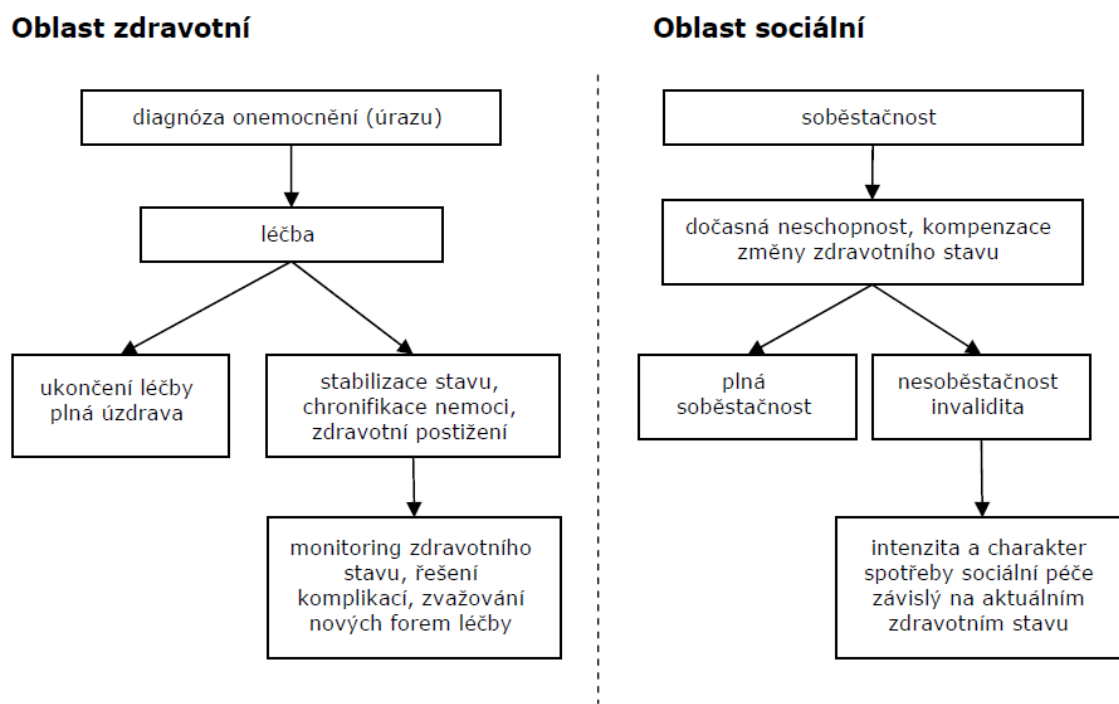 Oblast zdravotní
diagnóza onemocnění (úrazu)
léčba
ukončení léčby
plná úzdrava
stabilizace stavu,
chronifikace nemoci,
zdravotní postižení
monitoring zdravotního
stavu, řešení
komplikací, zvažování
nových forem léčby
Oblast sociální
soběstačnost
dočasná neschopnost, kompenzace
změny zdravotního stavu
plná
soběstačnost
nesoběstačnost
invalidita
intenzita a charakter
spotřeby sociální péče
závislý na aktuálním
zdravotním stavu